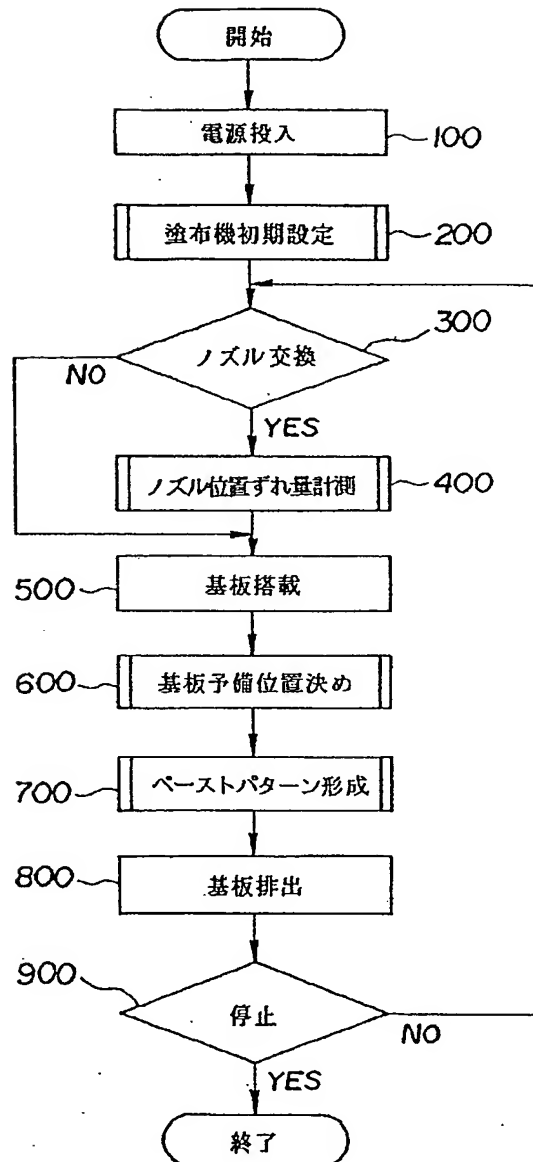 開始
電源投入
100
塗布機初期設定
200
300
ノズル交換
NO
YES
ノズル位置ずれ量計測
400
500
基板搭載
600
基板予備位置決め
700
ペーストパターン形成
800
基板排出
900
停止
NO
YES
終了